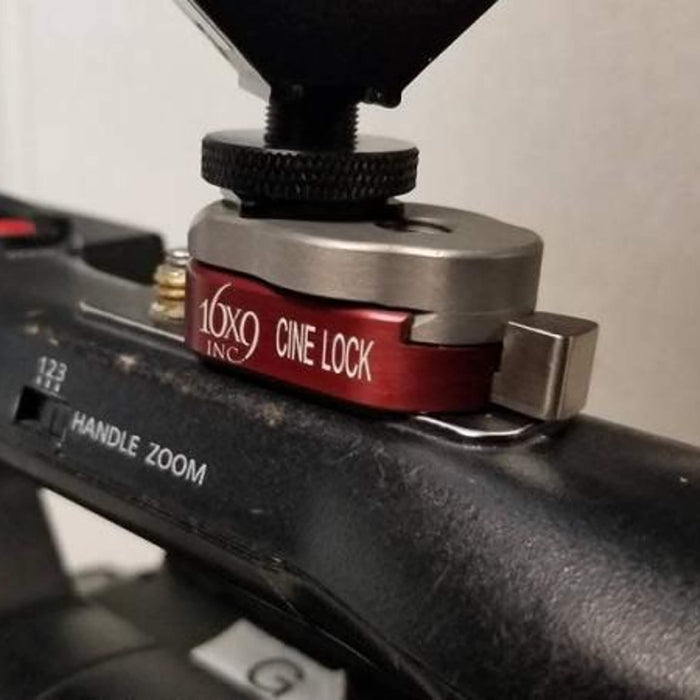 16X9
INC.
CINE LOCK
123
HANDLE ZOOM
G